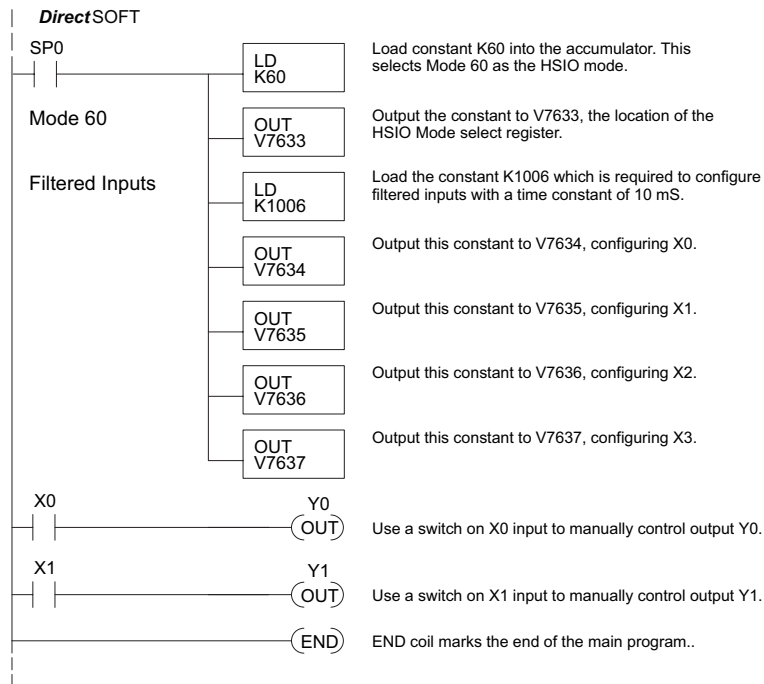 DirectSOFT
SP0
LD
K60
Load constant K60 into the accumulator. This
selects Mode 60 as the HSIO mode.
Mode 60
OUT
V7633
Output the constant to V7633, the location of the
HSIO Mode select register.
Filtered Inputs
LD
K1006
Load the constant K1006 which is required to configure
filtered inputs with a time constant of 10 mS.
OUT
V7634
Output this constant to V7634, configuring X0.
OUT
V7635
Output this constant to V7635, configuring X1.
OUT
V7636
Output this constant to V7636, configuring X2.
OUT
V7637
Output this constant to V7637, configuring X3.
X0
Y0
OUT
Use a switch on X0 input to manually control output Y0.
X1
Y1
OUT
Use a switch on X1 input to manually control output Y1.
END
END coil marks the end of the main program..